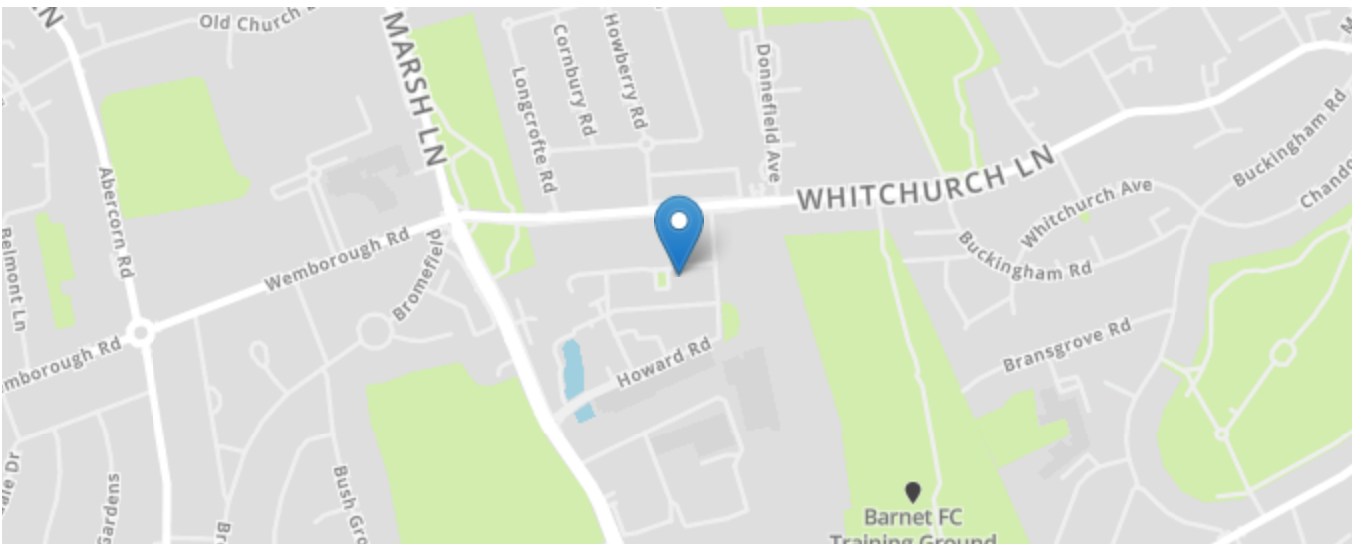 Old Church
MARSH LN
Longcrofte Rd
Cornbury Rd
Howberry Rd
Donnefield Ave
WHITCHURCH LN
Buckingham Rd
Whitchurch Ave
Buckingham Rd
Abercorn Rd
Belmont Ln
Wemborough Rd
Bromefield
mborough Rd
Howard Rd
Bransgrove Rd
Bush Gro
Barnet FC
Training Ground